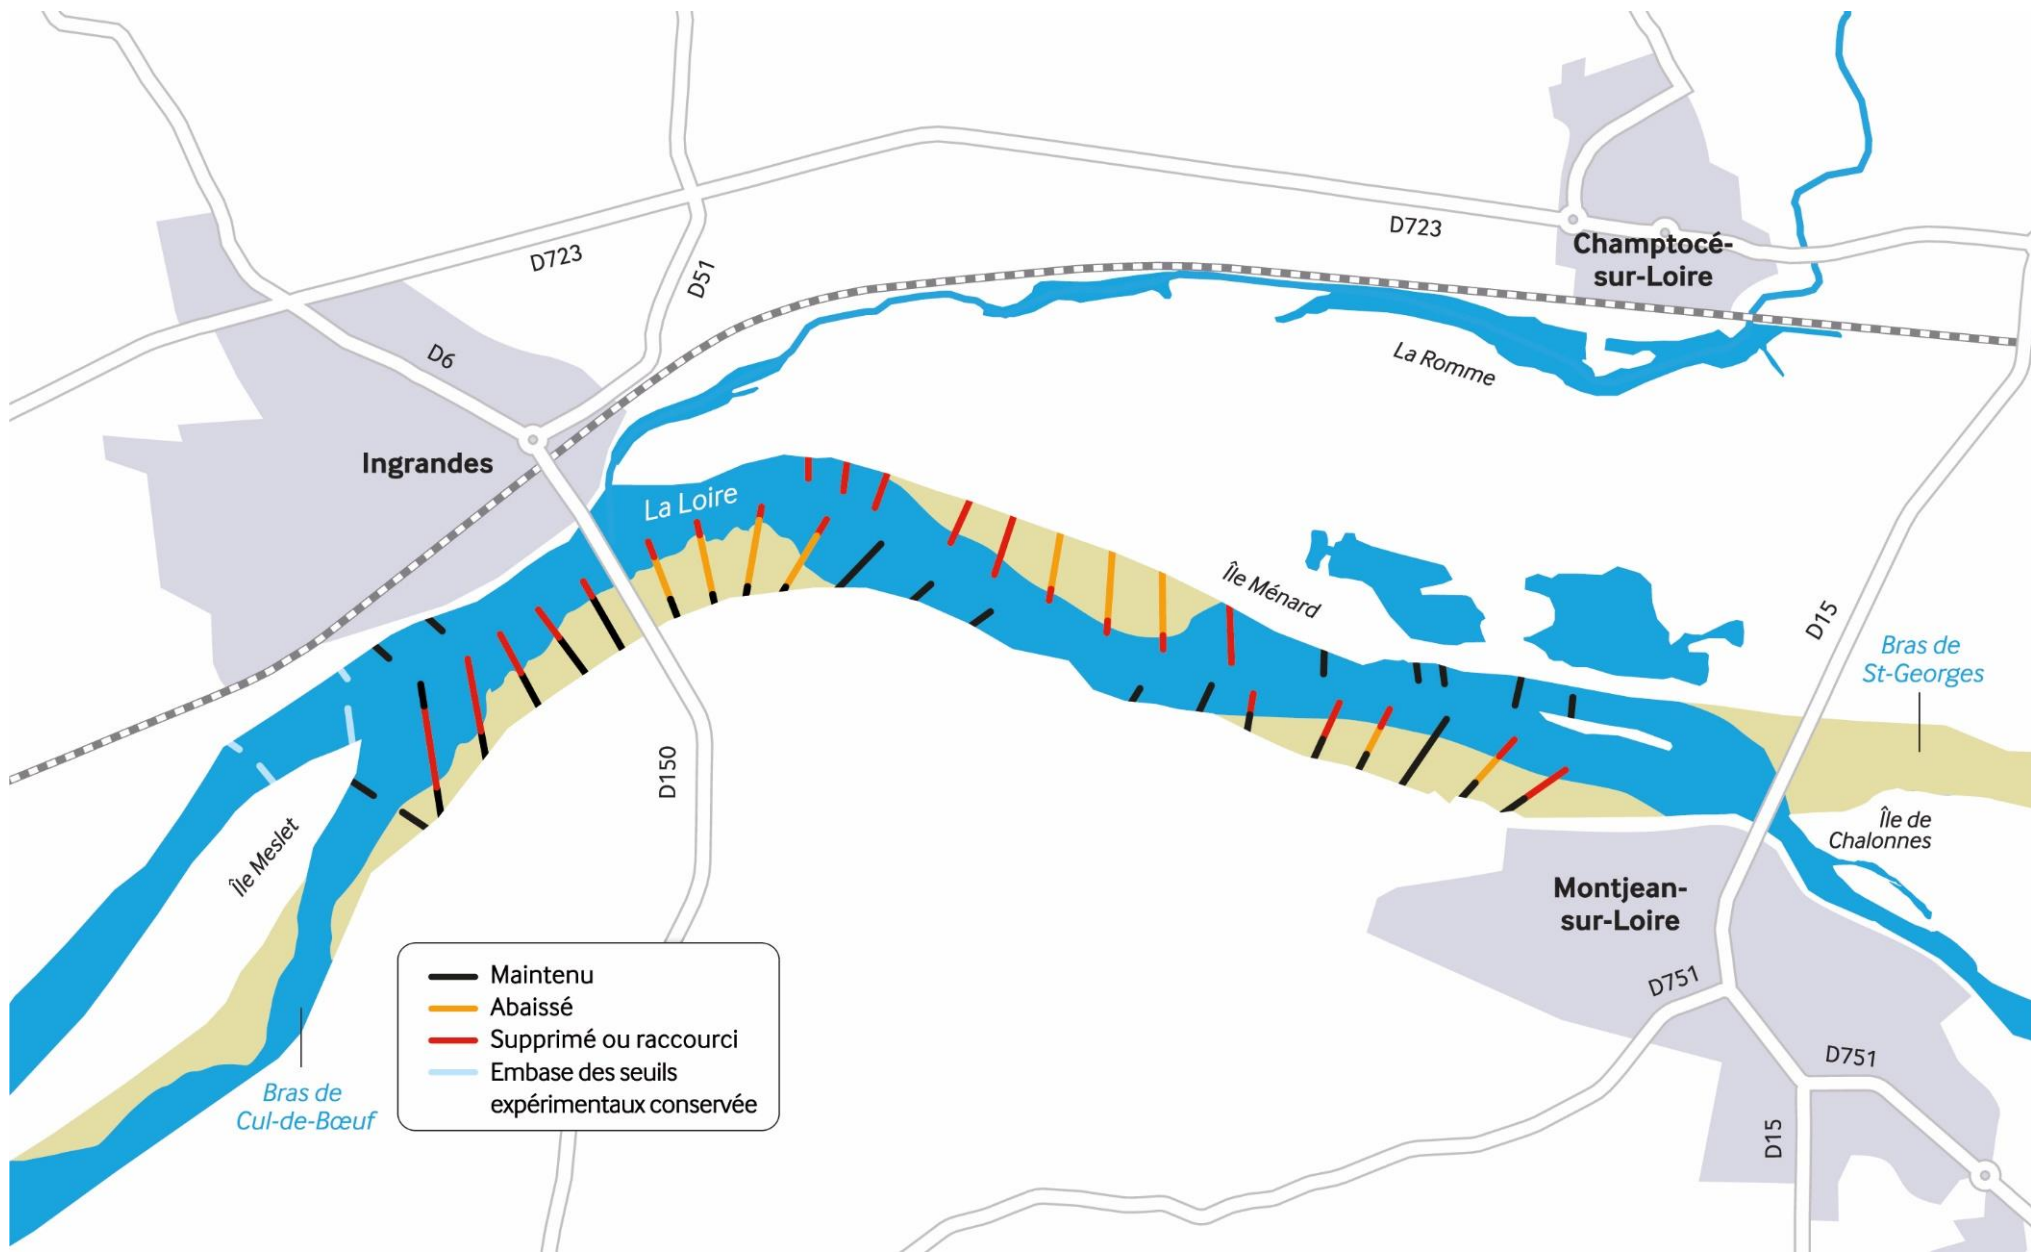 D723
Champtocé-
sur-Loire
D723
D51
D6
La Romme
Ingrandes
La Loire
Île Ménard
D15
Bras de
St-Georges
D150
Île Meslet
Île de
Chalonnes
Montjean-
sur-Loire
D751
D751
D15
Bras de
Cul-de-Bœuf
Maintenu
Abaissé
Supprimé ou raccourci
Embase des seuils
expérimentaux conservée